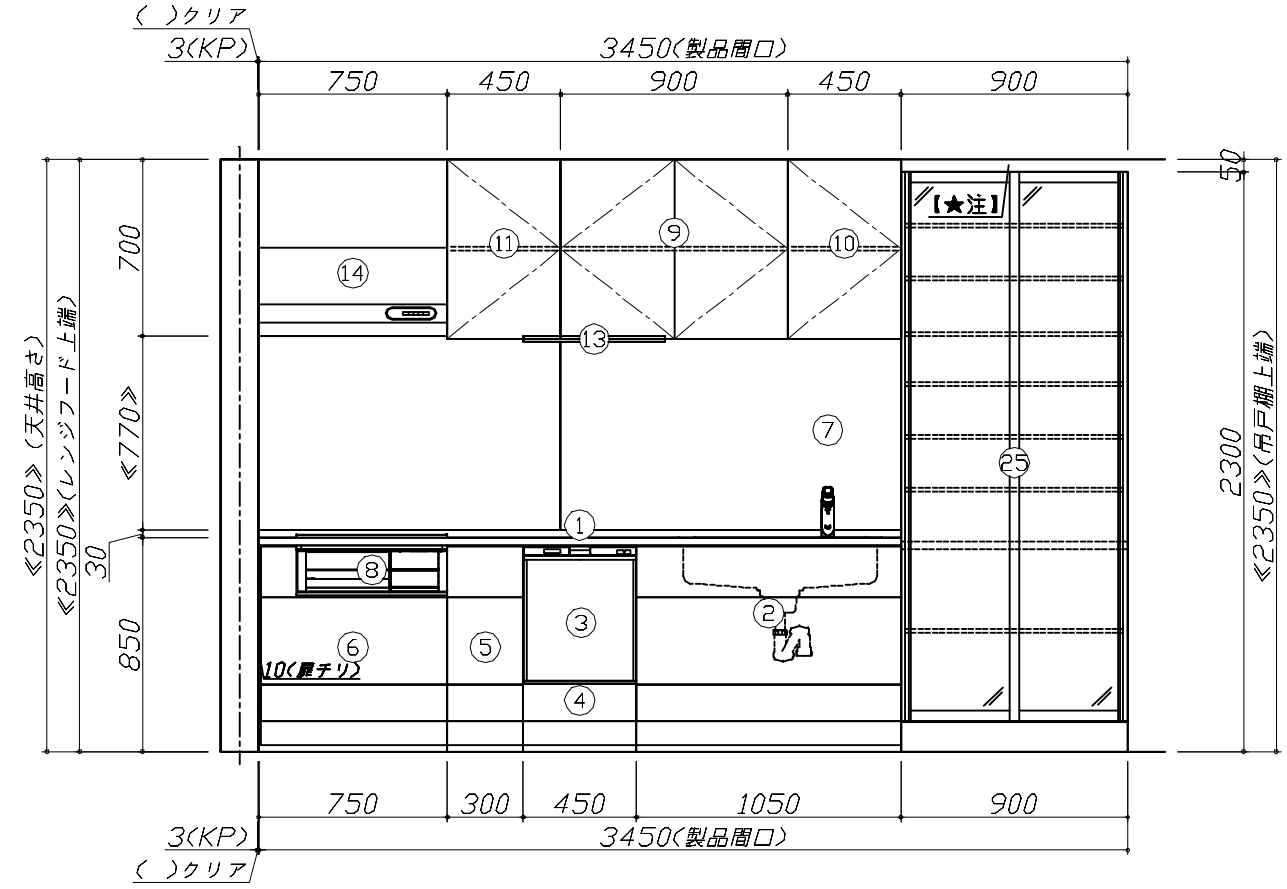 ( )クリア
3(KP)
3450(製品間口)
750
450
900
450
900
50
【★注】
700
11
9
10
14
13
≪2350≫(天井高さ)
≪2350≫(レンジフード上端)
≪770≫
7
25
2300
≪2350≫(吊戸棚上端)
30
1
8
3
2
850
6
5
10(扉チリ)
4
750
300
450
1050
900
3(KP)
3450(製品間口)
( )クリア